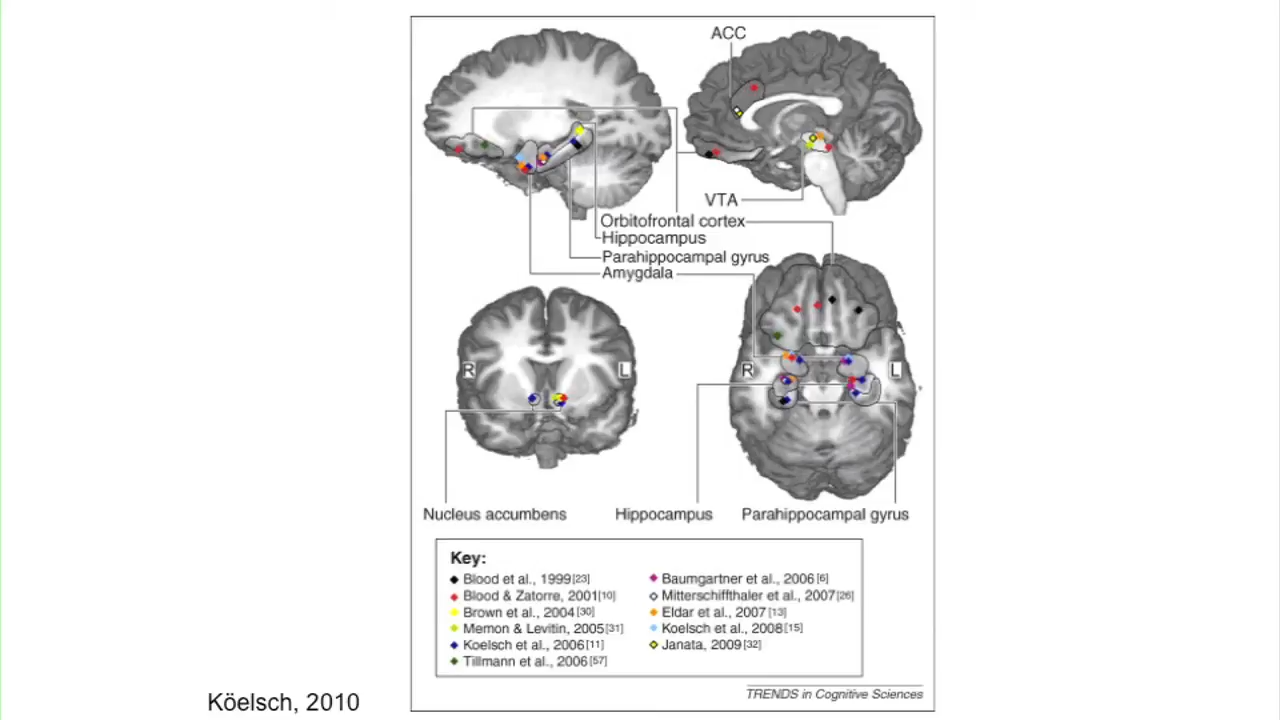 ACC
VTA
Orbitofrontal cortex
Hippocampus
Parahippocampal gyrus
Amygdala
R
L
R
L
Nucleus accumbens
Hippocampus
Parahippocampal gyrus
Key:
Blood et al., 1999[23]
Blood & Zatorre, 2001[10]
Brown et al., 2004[30]
Memon & Levitin, 2005[31]
Koelsch et al., 2006[11]
Tillmann et al., 2006[57]
Baumgartner et al., 2006[6]
Mitterschiffthaler et al., 2007[26]
Eldar et al., 2007[13]
Koelsch et al., 2008[15]
Janata, 2009[32]
TRENDS in Cognitive Sciences
Köelsch, 2010